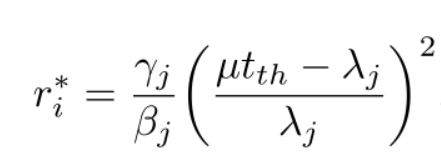 r_i^* = \frac{\gamma_j}{\beta_j} \left( \frac{\mu t_{th} - \lambda_j}{\lambda_j} \right)^2